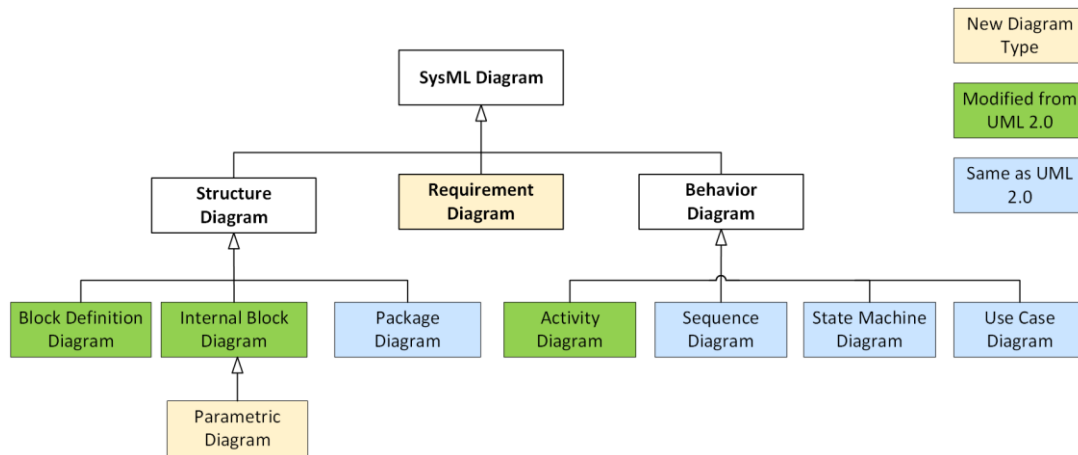 New Diagram
Type
SysML Diagram
Modified from
UML 2.0
Same as UML
2.0
Structure
Diagram
Requirement
Diagram
Behavior
Diagram
Block Definition
Diagram
Internal Block
Diagram
Package
Diagram
Activity
Diagram
Sequence
Diagram
State Machine
Diagram
Use Case
Diagram
Parametric
Diagram